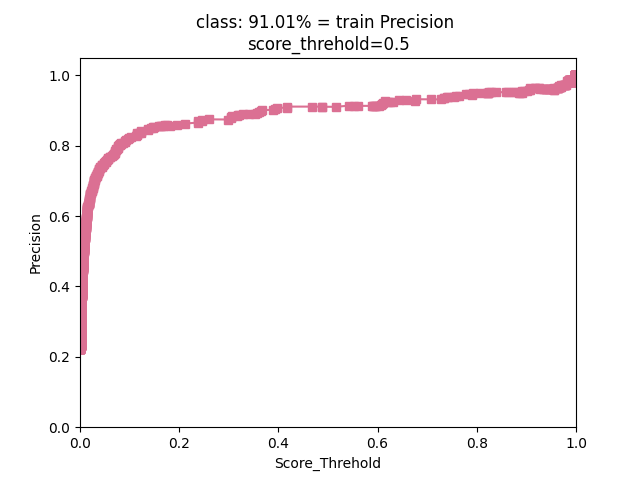 class: 91.01% = train Precision
score_threhold=0.5
1.0
0.8
0.6
0.4
0.2
0.0
Precision
0.0 0.2 0.4 0.6 0.8 1.0
Score_Threhold